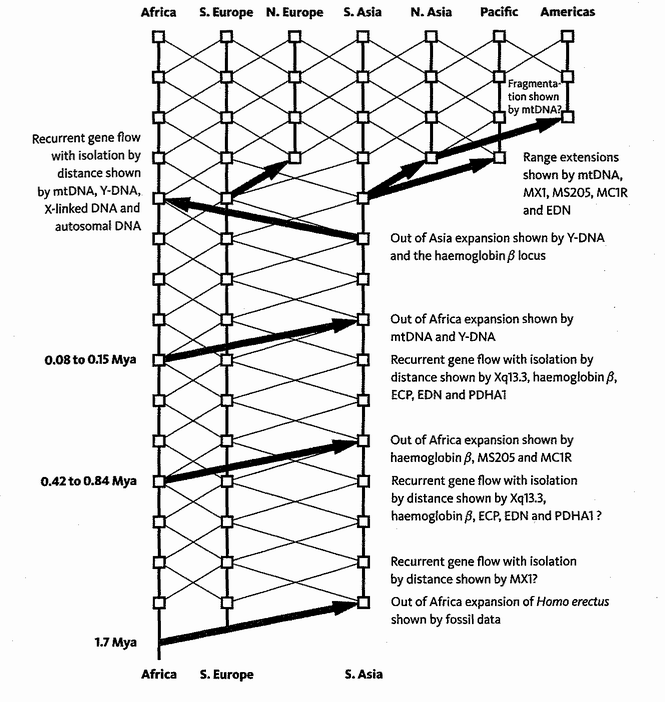 Africa S. Europe N. Europe S. Asia N. Asia Pacific Americas
Fragmenta-
tion shown
by mtDNA?
Recurrent gene flow
with isolation by
distance shown
by mtDNA, Y-DNA,
X-linked DNA and
autosomal DNA
Range extensions
shown by mtDNA,
MX1, MS205, MC1R
and EDN
Out of Asia expansion shown by Y-DNA
and the haemoglobin β locus
Out of Africa expansion shown by
mtDNA and Y-DNA
0.08 to 0.15 Mya
Recurrent gene flow with isolation by
distance shown by Xq13.3, haemoglobin β,
ECP, EDN and PDHA1
Out of Africa expansion shown by
haemoglobin β, MS205 and MC1R
0.42 to 0.84 Mya
Recurrent gene flow with isolation
by distance shown by Xq13.3,
haemoglobin β, ECP, EDN and PDHA1 ?
Recurrent gene flow with isolation
by distance shown by MX1?
Out of Africa expansion of Homo erectus
shown by fossil data
1.7 Mya
Africa S. Europe S. Asia